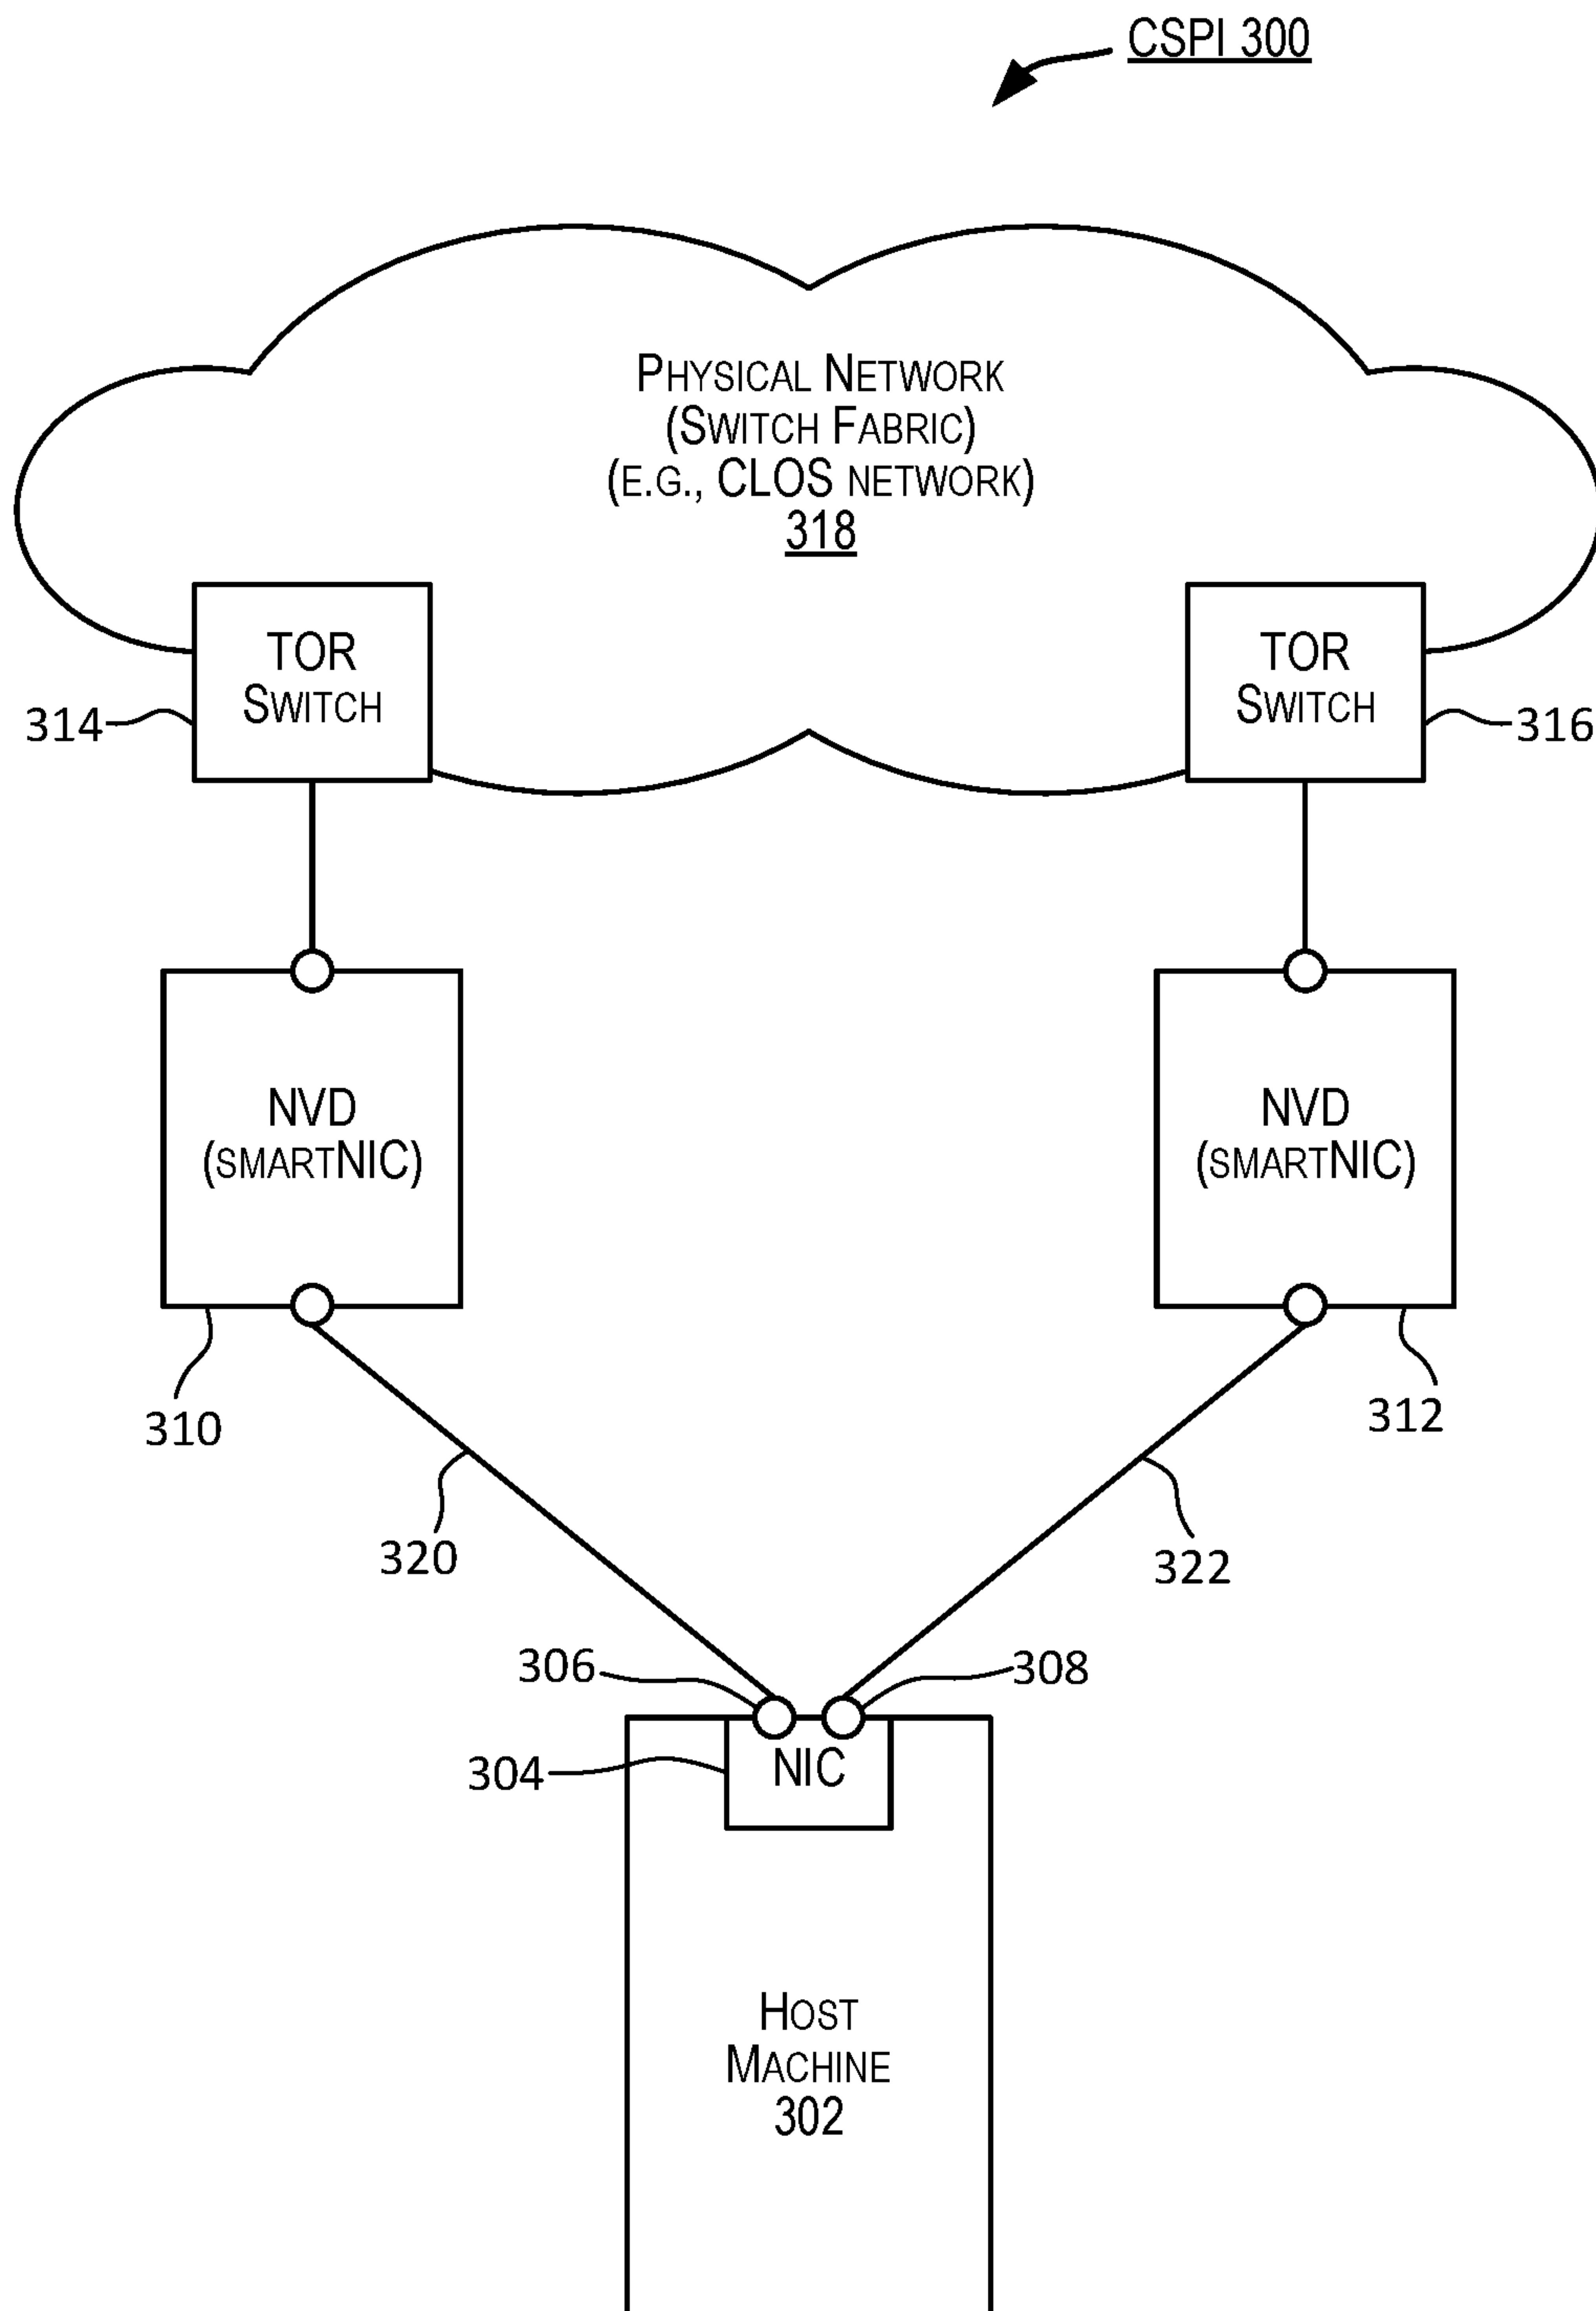 CSPI 300
PHYSICAL NETWORK
(SWITCH FABRIC)
(E.G., CLOS NETWORK)
318
TOR
SWITCH
314
TOR
SWITCH
316
NVD
(SMARTNIC)
NVD
(SMARTNIC)
310
312
320
322
306
308
304
NIC
HOST
MACHINE
302